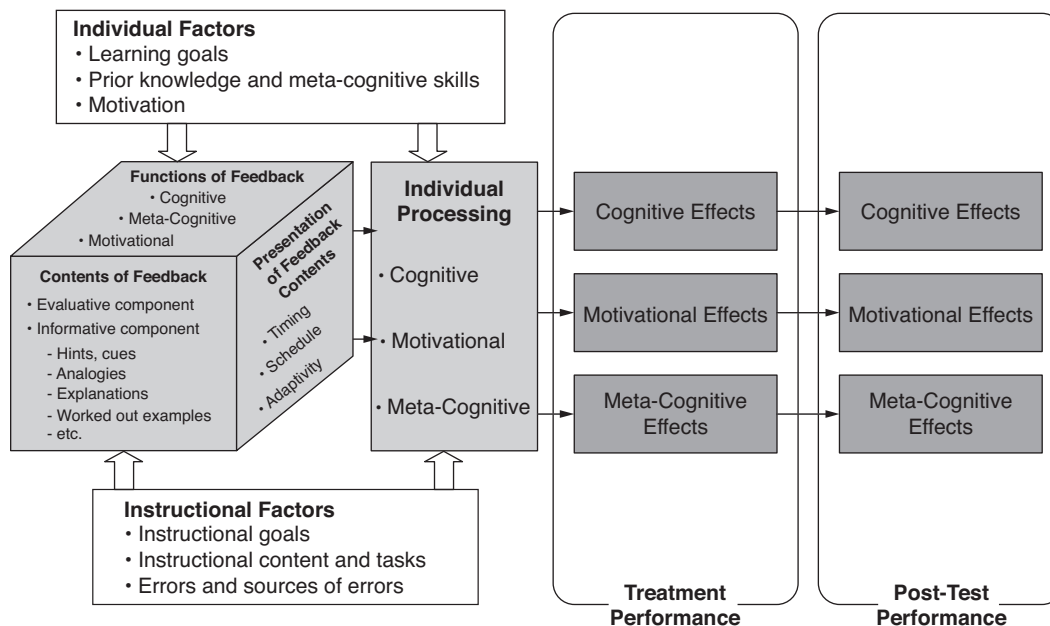 Individual Factors
• Learning goals
• Prior knowledge and meta-cognitive skills
• Motivation
Functions of Feedback
• Cognitive
• Meta-Cognitive
• Motivational
Contents of Feedback
• Evaluative component
• Informative component
- Hints, cues
- Analogies
- Explanations
- Worked out examples
- etc.
Presentation
of Feedback
Contents
• Timing
• Schedule
• Adaptivity
Individual
Processing
• Cognitive
• Motivational
• Meta-Cognitive
Instructional Factors
• Instructional goals
• Instructional content and tasks
• Errors and sources of errors
Cognitive Effects
Motivational Effects
Meta-Cognitive
Effects
Treatment
Performance
Cognitive Effects
Motivational Effects
Meta-Cognitive
Effects
Post-Test
Performance